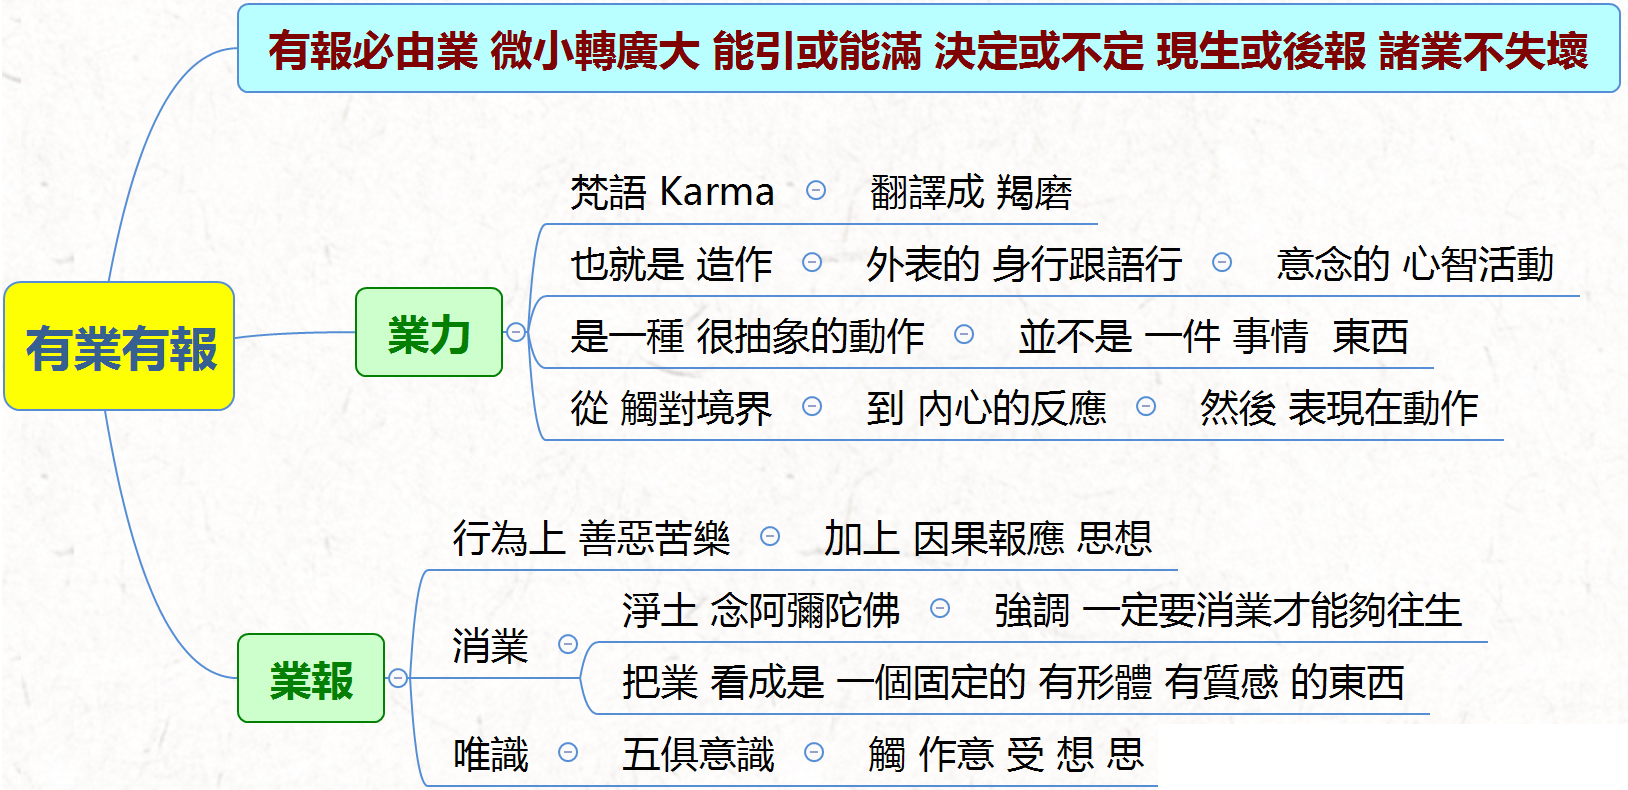 有報必由業 微小轉廣大 能引或能滿 決定或不定 現生或後報 諸業不失壞
有業有報
業力
梵語 Karma 翻譯成 羯磨
也就是 造作 外表的 身行跟語行 意念的 心智活動
是一種 很抽象的動作 並不是 一件 事情 東西
從 觸對境界 到 內心的反應 然後 表現在動作
業報
行為上 善惡苦樂 加上 因果報應 思想
消業
淨土 念阿彌陀佛 強調 一定要消業才能夠往生
把業 看成是 一個固定的 有形體 有質感 的東西
唯識 五俱意識 觸 作意 受 想 思